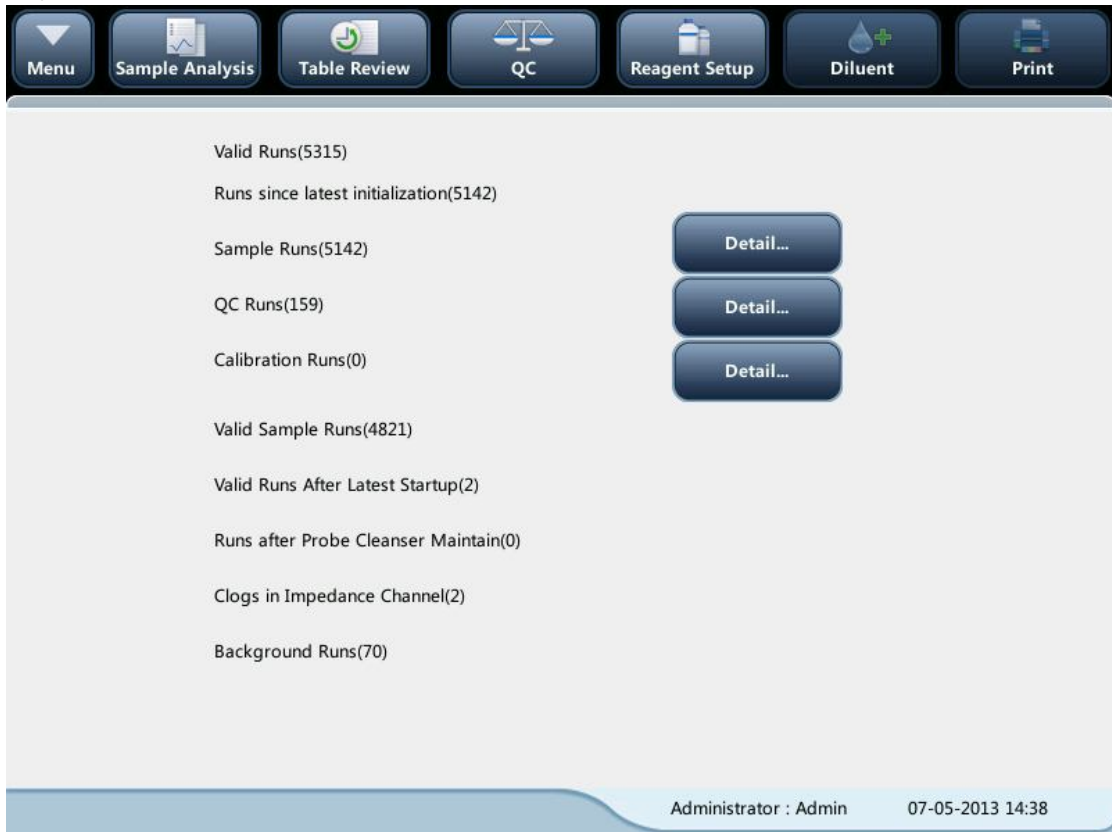 Menu
Sample Analysis
Table Review
QC
Reagent Setup
Diluent
Print
Valid Runs(5315)
Runs since latest initialization(5142)
Sample Runs(5142)
Detail...
QC Runs(159)
Detail...
Calibration Runs(0)
Detail...
Valid Sample Runs(4821)
Valid Runs After Latest Startup(2)
Runs after Probe Cleanser Maintain(0)
Clogs in Impedance Channel(2)
Background Runs(70)
Administrator : Admin
07-05-2013 14:38